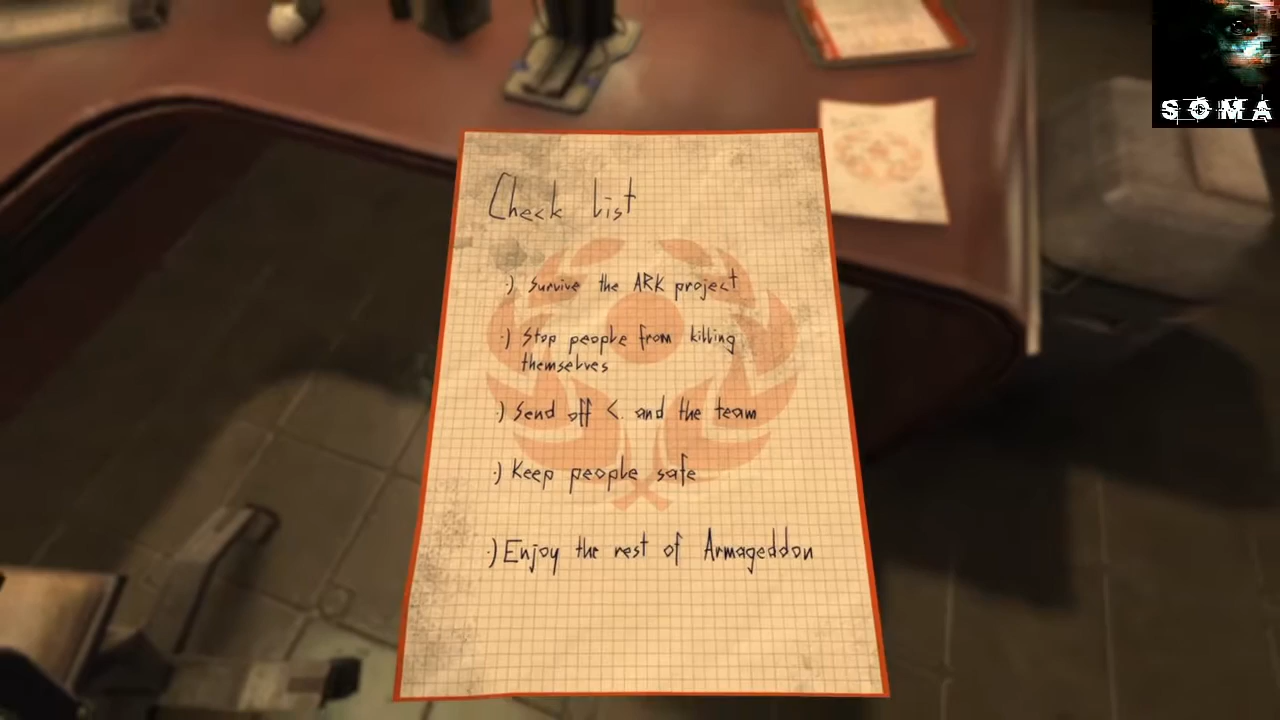 SOMA
Check list
·) Survive the ARK project
·) Stop people from killing
themselves
·) Send off C. and the team
·) Keep people safe
·) Enjoy the rest of Armageddon